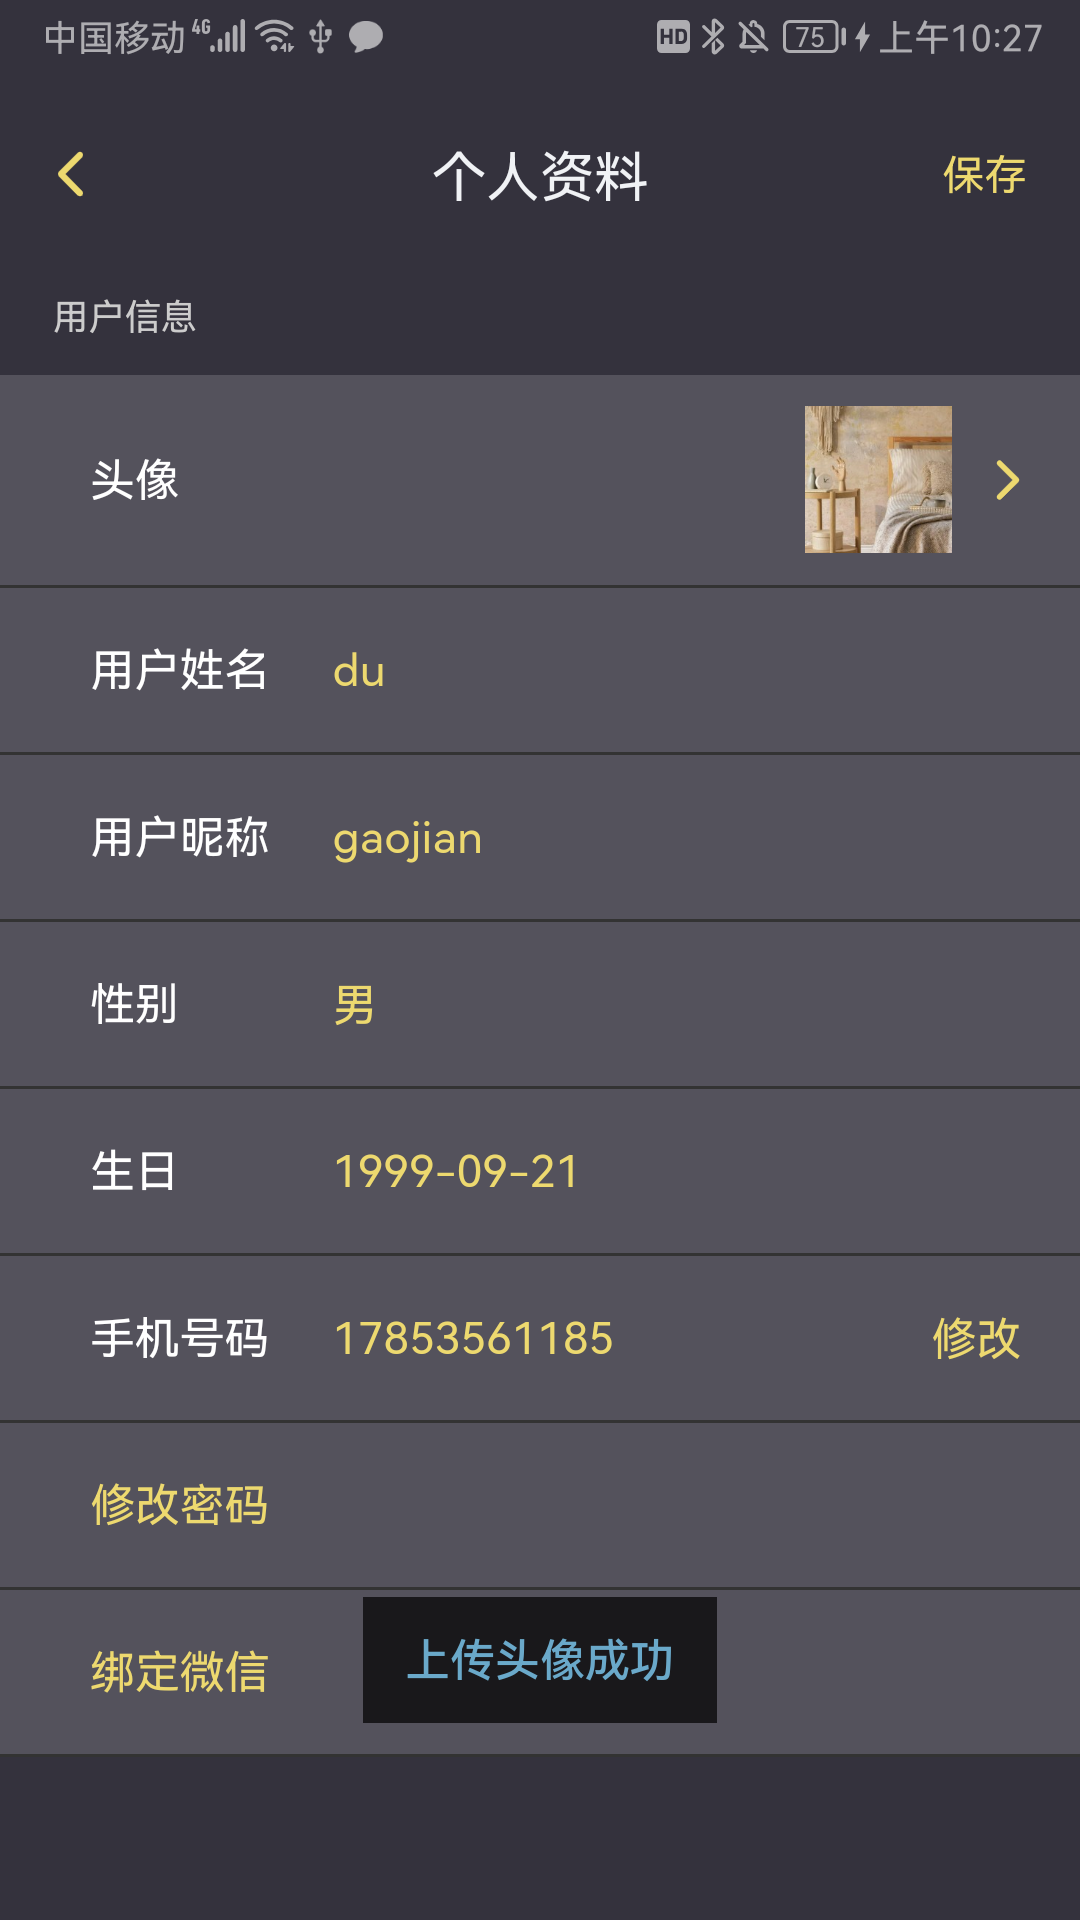 中国移动 4G HD 75 上午10:27
个人资料 保存
用户信息
头像
用户姓名 du
用户昵称 gaojian
性别 男
生日 1999-09-21
手机号码 17853561185 修改
修改密码
绑定微信
上传头像成功